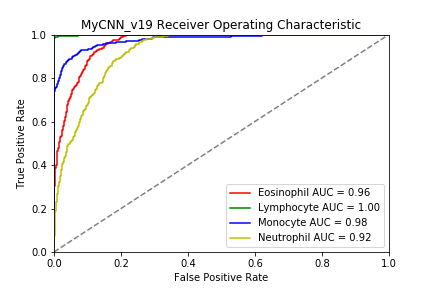 MyCNN_v19 Receiver Operating Characteristic
True Positive Rate
1.0
0.8
0.6
0.4
0.2
0.0
Eosinophil AUC = 0.96
Lymphocyte AUC = 1.00
Monocyte AUC = 0.98
Neutrophil AUC = 0.92
0.0 0.2 0.4 0.6 0.8 1.0
False Positive Rate